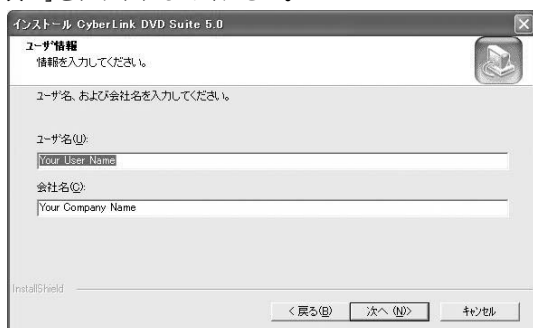 インストール CyberLink DVD Suite 5.0
ユーザ情報
情報を入力してください。
ユーザ名、および会社名を入力してください。
ユーザ名(U):
Your User Name
会社名(C):
Your Company Name
InstallShield
< 戻る(B) 次へ (N)> キャンセル